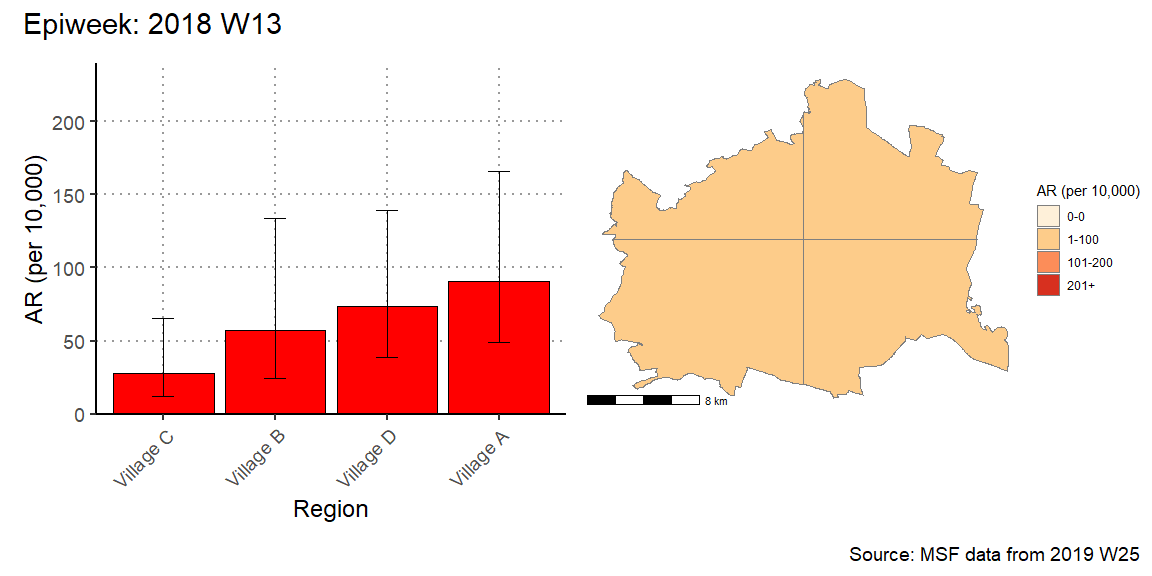 Epiweek: 2018 W13
AR (per 10,000)
200
150
100
50
0
Village C
Village B
Village D
Village A
Region
8 km
AR (per 10,000)
0-0
1-100
101-200
201+
Source: MSF data from 2019 W25